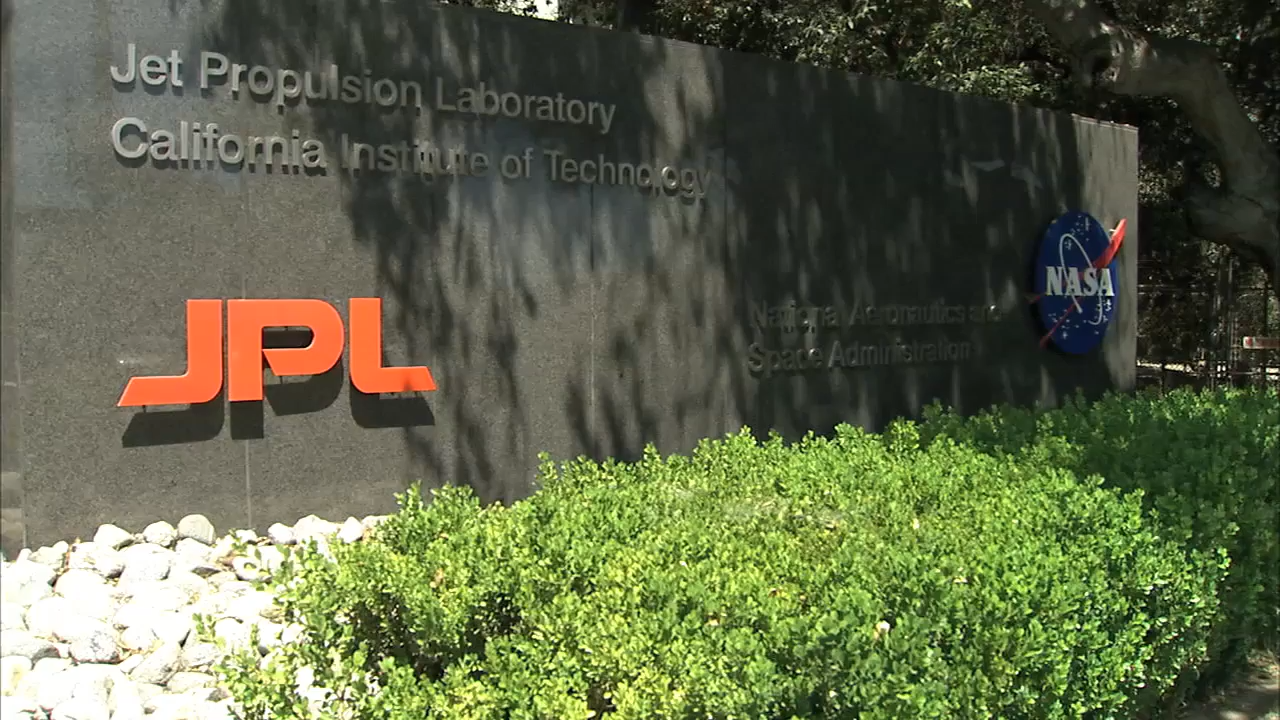 Jet Propulsion Laboratory
California Institute of Technology
JPL
National Aeronautics and
Space Administration
NASA